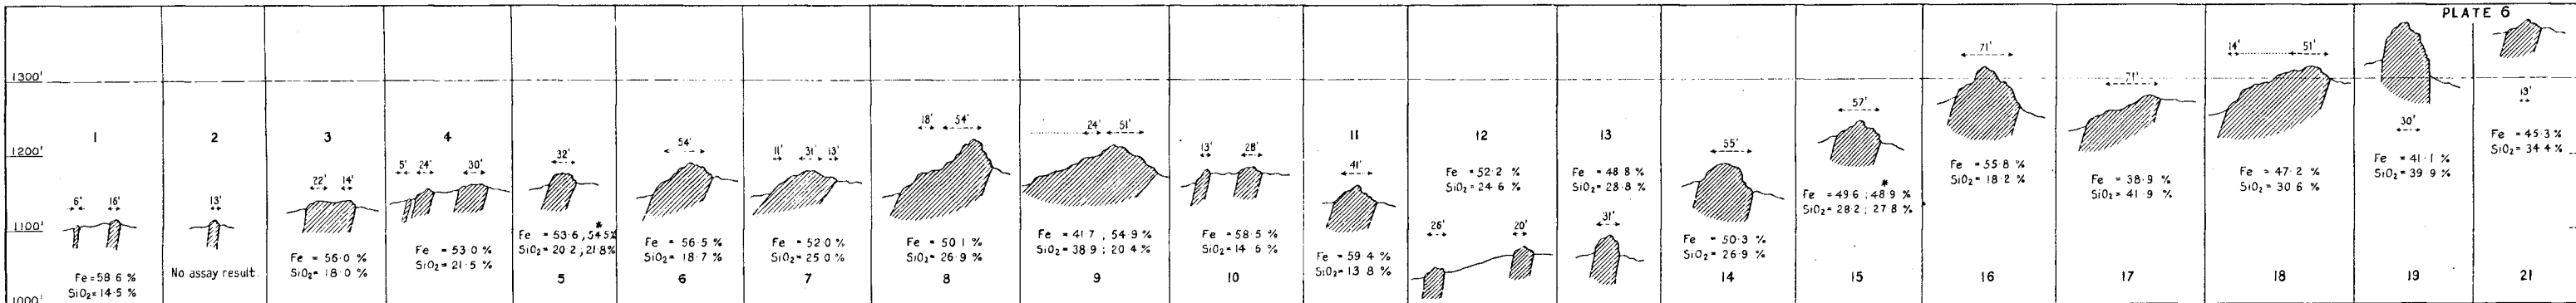 PLATE 6
1300'
1200'
1100'
1000'
1
6' 16'
Fe = 58·6 %
SiO₂ = 14·5 %
2
13'
No assay result.
3
22' 14'
Fe = 56·0 %
SiO₂ = 18·0 %
4
5' 24' 30'
Fe = 53·0 %
SiO₂ = 21·5 %
32'
*
Fe = 53·6 , 54·5%
SiO₂ = 20·2 , 21·8%
5
54'
Fe = 56·5 %
SiO₂ = 18·7 %
6
11' 31' 13'
Fe = 52·0 %
SiO₂ = 25·0 %
7
18' 54'
Fe = 50·1 %
SiO₂ = 26·9 %
8
24' 51'
Fe = 41·7 , 54·9 %
SiO₂ = 38·9 ; 20·4 %
9
13' 28'
Fe = 58·5 %
SiO₂ = 14·6 %
10
11
41'
Fe = 59·4 %
SiO₂ = 13·8 %
12
Fe = 52·2 %
SiO₂ = 24·6 %
26' 20'
13
Fe = 48·8 %
SiO₂ = 28·8 %
31'
55'
Fe = 50·3 %
SiO₂ = 26·9 %
14
57'
*
Fe = 49·6 ; 48·9 %
SiO₂ = 28·2 ; 27·8 %
15
71'
Fe = 55·8 %
SiO₂ = 18·2 %
16
71'
Fe = 38·9 %
SiO₂ = 41·9 %
17
14' 51'
Fe = 47·2 %
SiO₂ = 30·6 %
18
30'
Fe = 41·1 %
SiO₂ = 39·9 %
19
13'
Fe = 45·3 %
SiO₂ = 34·4 %
21